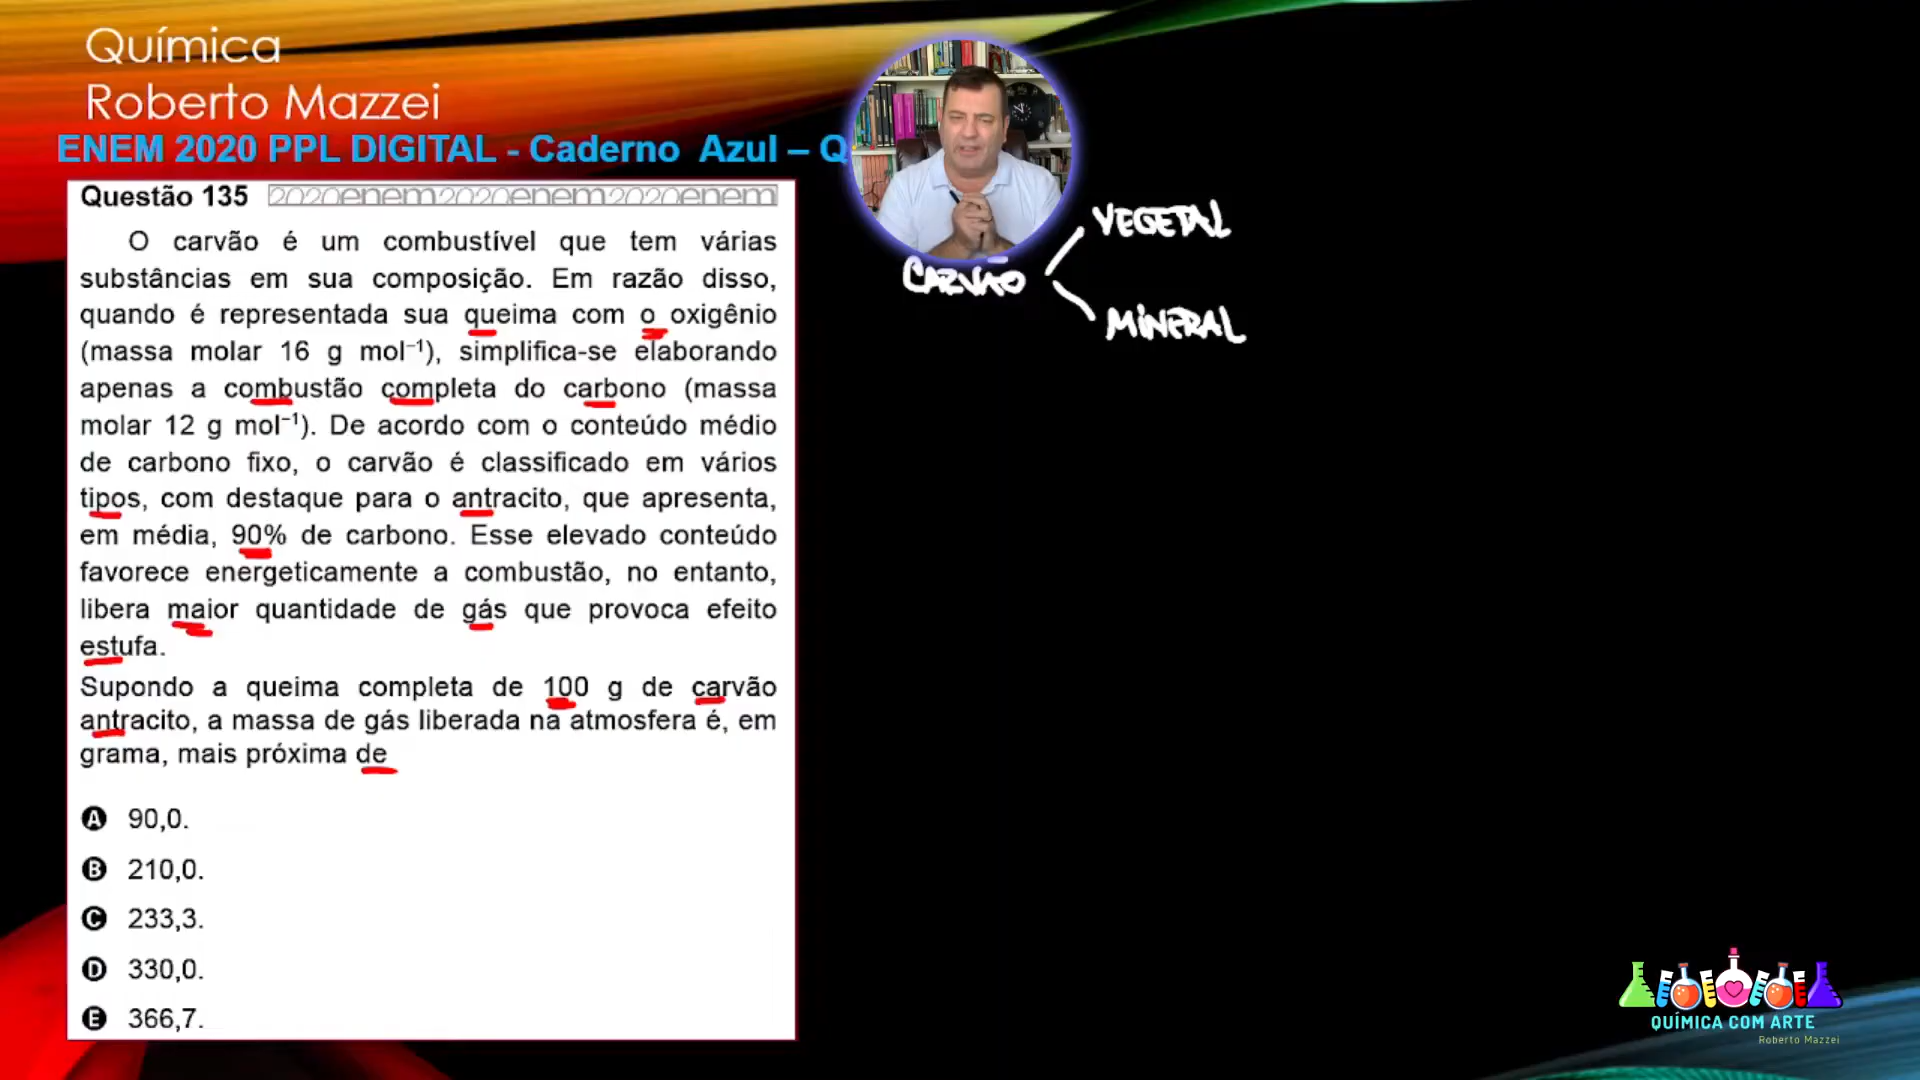 Química
Roberto Mazzei
ENEM 2020 PPL DIGITAL - Caderno Azul – Q
Questão 135 2020enem2020enem2020enem
O carvão é um combustível que tem várias
substâncias em sua composição. Em razão disso,
quando é representada sua queima com o oxigênio
(massa molar 16 g mol⁻¹), simplifica-se elaborando
apenas a combustão completa do carbono (massa
molar 12 g mol⁻¹). De acordo com o conteúdo médio
de carbono fixo, o carvão é classificado em vários
tipos, com destaque para o antracito, que apresenta,
em média, 90% de carbono. Esse elevado conteúdo
favorece energeticamente a combustão, no entanto,
libera maior quantidade de gás que provoca efeito
estufa.
Supondo a queima completa de 100 g de carvão
antracito, a massa de gás liberada na atmosfera é, em
grama, mais próxima de
A 90,0.
B 210,0.
C 233,3.
D 330,0.
E 366,7.
VEGETAL
CARVÃO
MINERAL
QUÍMICA COM ARTE
Roberto Mazzei